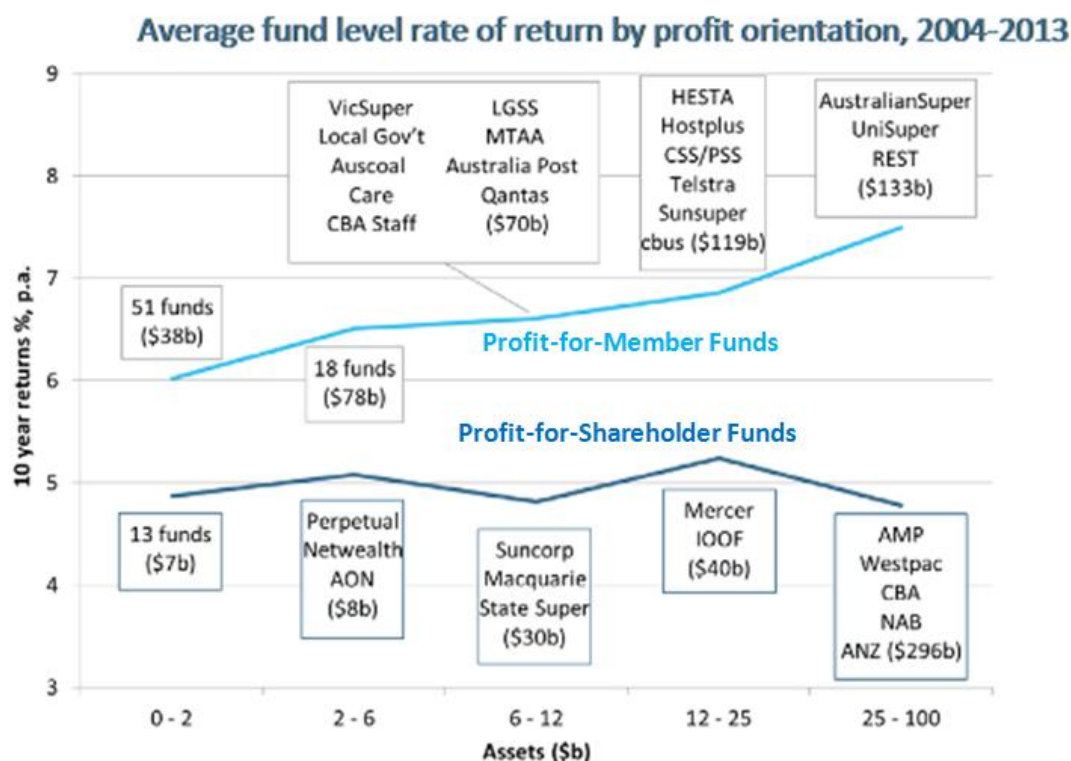 Average fund level rate of return by profit orientation, 2004-2013
10 year returns %, p.a.
9
8
7
6
5
4
3
51 funds
($38b)
18 funds
($78b)
VicSuper
Local Gov't
Auscoal
Care
CBA Staff
LGSS
MTAA
Australia Post
Qantas
($70b)
HESTA
Hostplus
CSS/PSS
Telstra
Sunsuper
cbus ($119b)
AustralianSuper
UniSuper
REST
($133b)
Profit-for-Member Funds
Profit-for-Shareholder Funds
13 funds
($7b)
Perpetual
Netwealth
AON
($8b)
Suncorp
Macquarie
State Super
($30b)
Mercer
IOOF
($40b)
AMP
Westpac
CBA
NAB
ANZ ($296b)
0 - 2
2 - 6
6 - 12
12 - 25
25 - 100
Assets ($b)